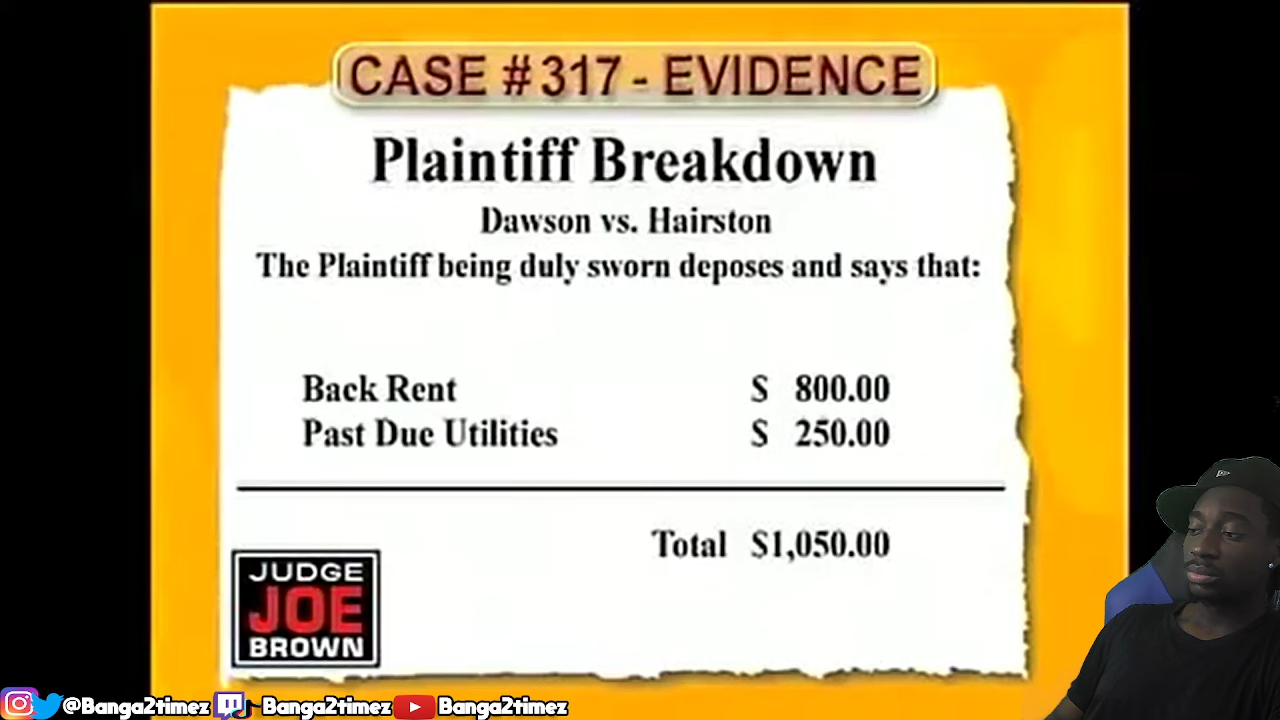 CASE #317 - EVIDENCE
Plaintiff Breakdown
Dawson vs. Hairston
The Plaintiff being duly sworn deposes and says that:
Back Rent $ 800.00
Past Due Utilities $ 250.00
Total $1,050.00
JUDGE
JOE
BROWN
@Banga2timez Banga2timez Banga2timez